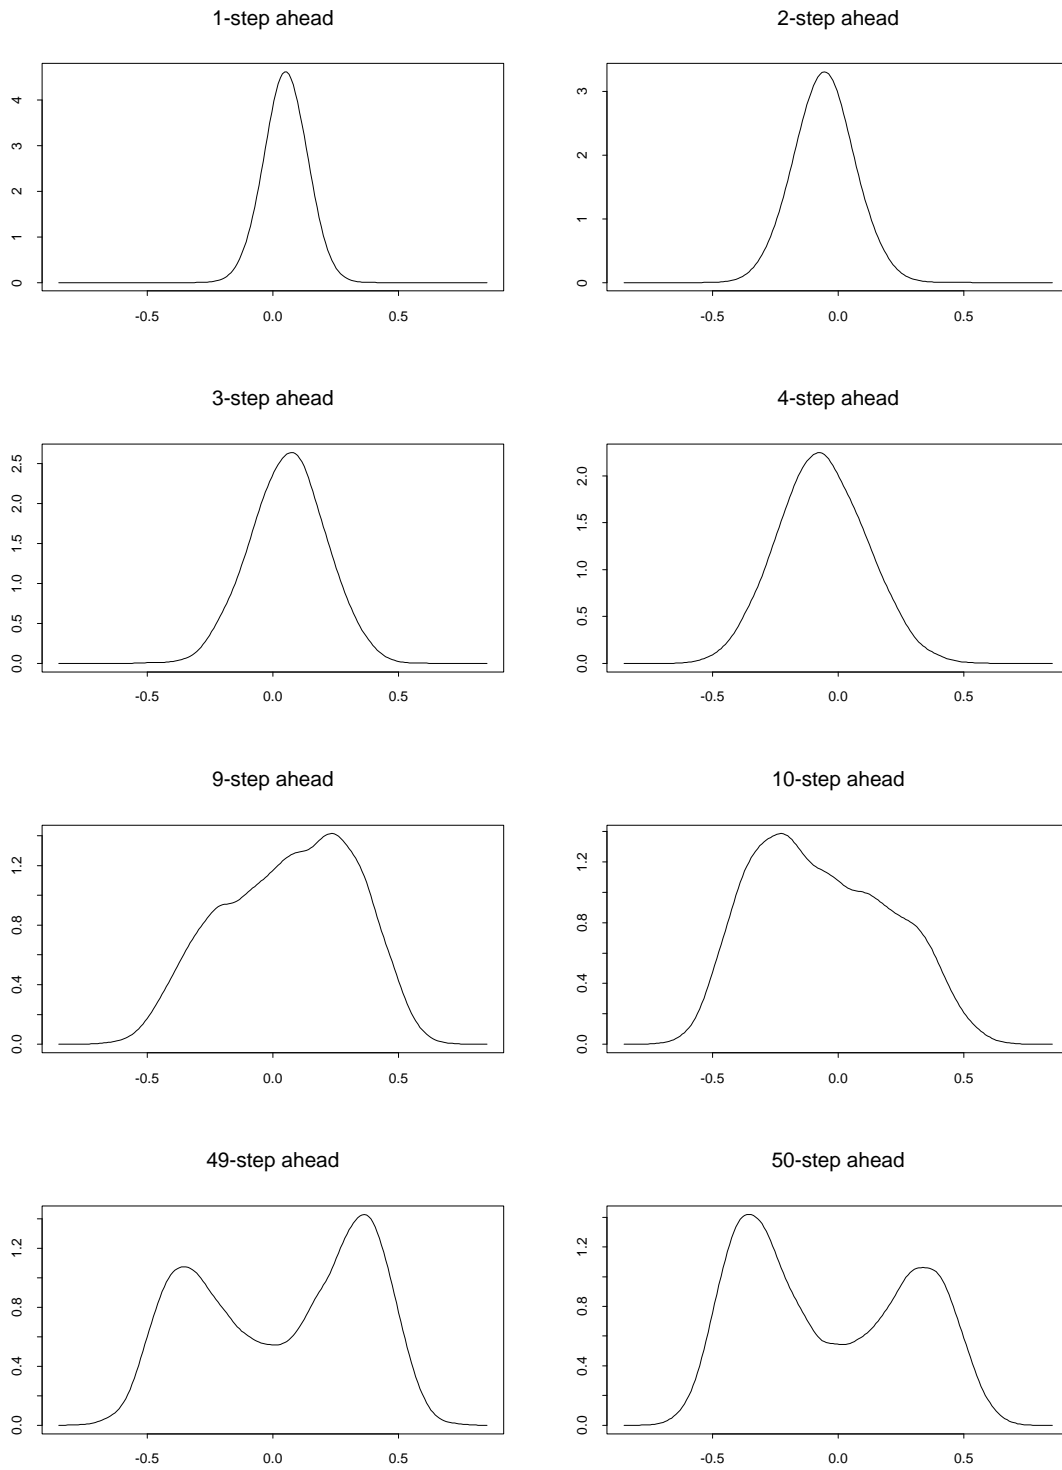 1-step ahead
2-step ahead
0 1 2 3 4
-0.5 0.0 0.5
0 1 2 3
-0.5 0.0 0.5
3-step ahead
4-step ahead
0.0 0.5 1.0 1.5 2.0 2.5
-0.5 0.0 0.5
0.0 0.5 1.0 1.5 2.0
-0.5 0.0 0.5
9-step ahead
10-step ahead
0.0 0.4 0.8 1.2
-0.5 0.0 0.5
0.0 0.4 0.8 1.2
-0.5 0.0 0.5
49-step ahead
50-step ahead
0.0 0.4 0.8 1.2
-0.5 0.0 0.5
0.0 0.4 0.8 1.2
-0.5 0.0 0.5